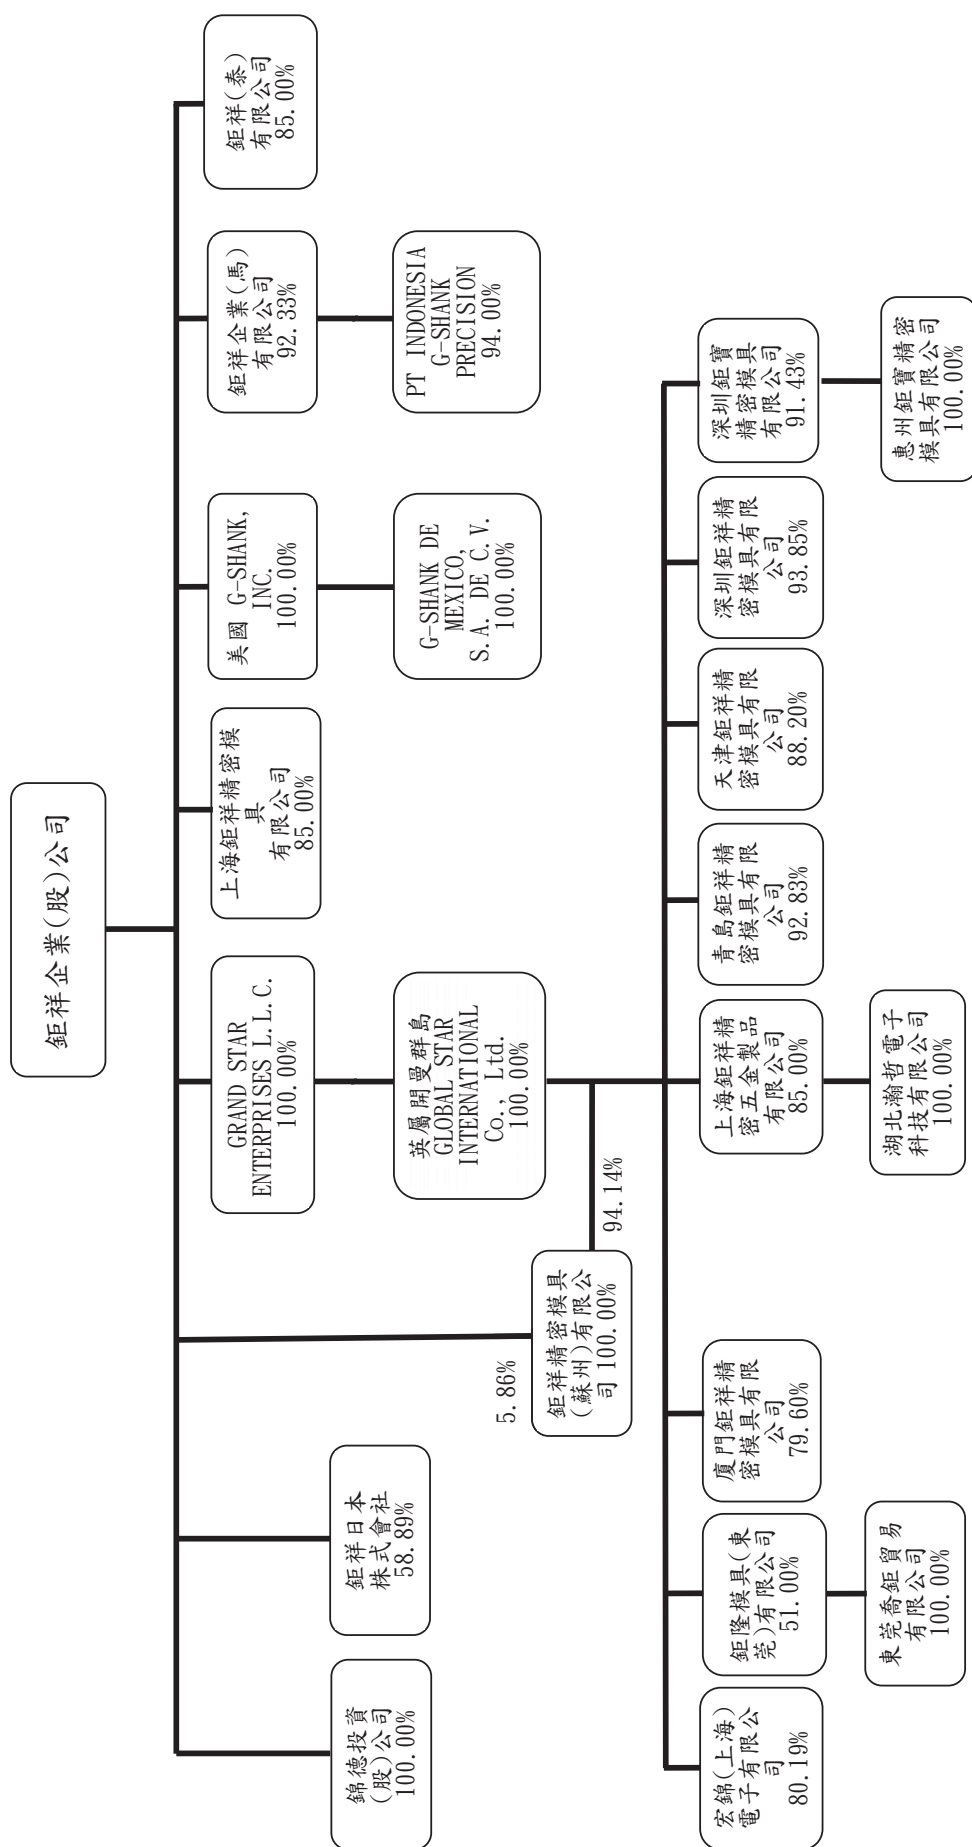 鉅祥企業(股)公司
錦德投資
(股)公司
100.00%
鉅祥日本
株式會社
58.89%
5.86%
鉅祥精密模具
(蘇州)有限公
司 100.00%
94.14%
GRAND STAR
ENTERPRISES L.L.C.
100.00%
英屬開曼群島
GLOBAL STAR
INTERNATIONAL
Co., Ltd.
100.00%
上海鉅祥精密模
具
有限公司
85.00%
美國 G-SHANK,
INC.
100.00%
G-SHANK DE
MEXICO,
S.A. DE C.V.
100.00%
鉅祥企業(馬)
有限公司
92.33%
PT INDONESIA
G-SHANK
PRECISION
94.00%
鉅祥(泰)
有限公司
85.00%
宏錦(上海)
電子有限公
司
80.19%
鉅隆模具(東
莞)有限公司
51.00%
東莞喬鉅貿易
有限公司
100.00%
廈門鉅祥精
密模具有限
公司
79.60%
上海鉅祥精
密五金製品
有限公司
85.00%
湖北瀚哲電子
科技有限公司
100.00%
青島鉅祥精
密模具有限
公司
92.83%
天津鉅祥精
密模具有限
公司
88.20%
深圳鉅祥精
密模具有限
公司
93.85%
深圳鉅寶
精密模具
有限公司
91.43%
惠州鉅寶精密
模具有限公司
100.00%